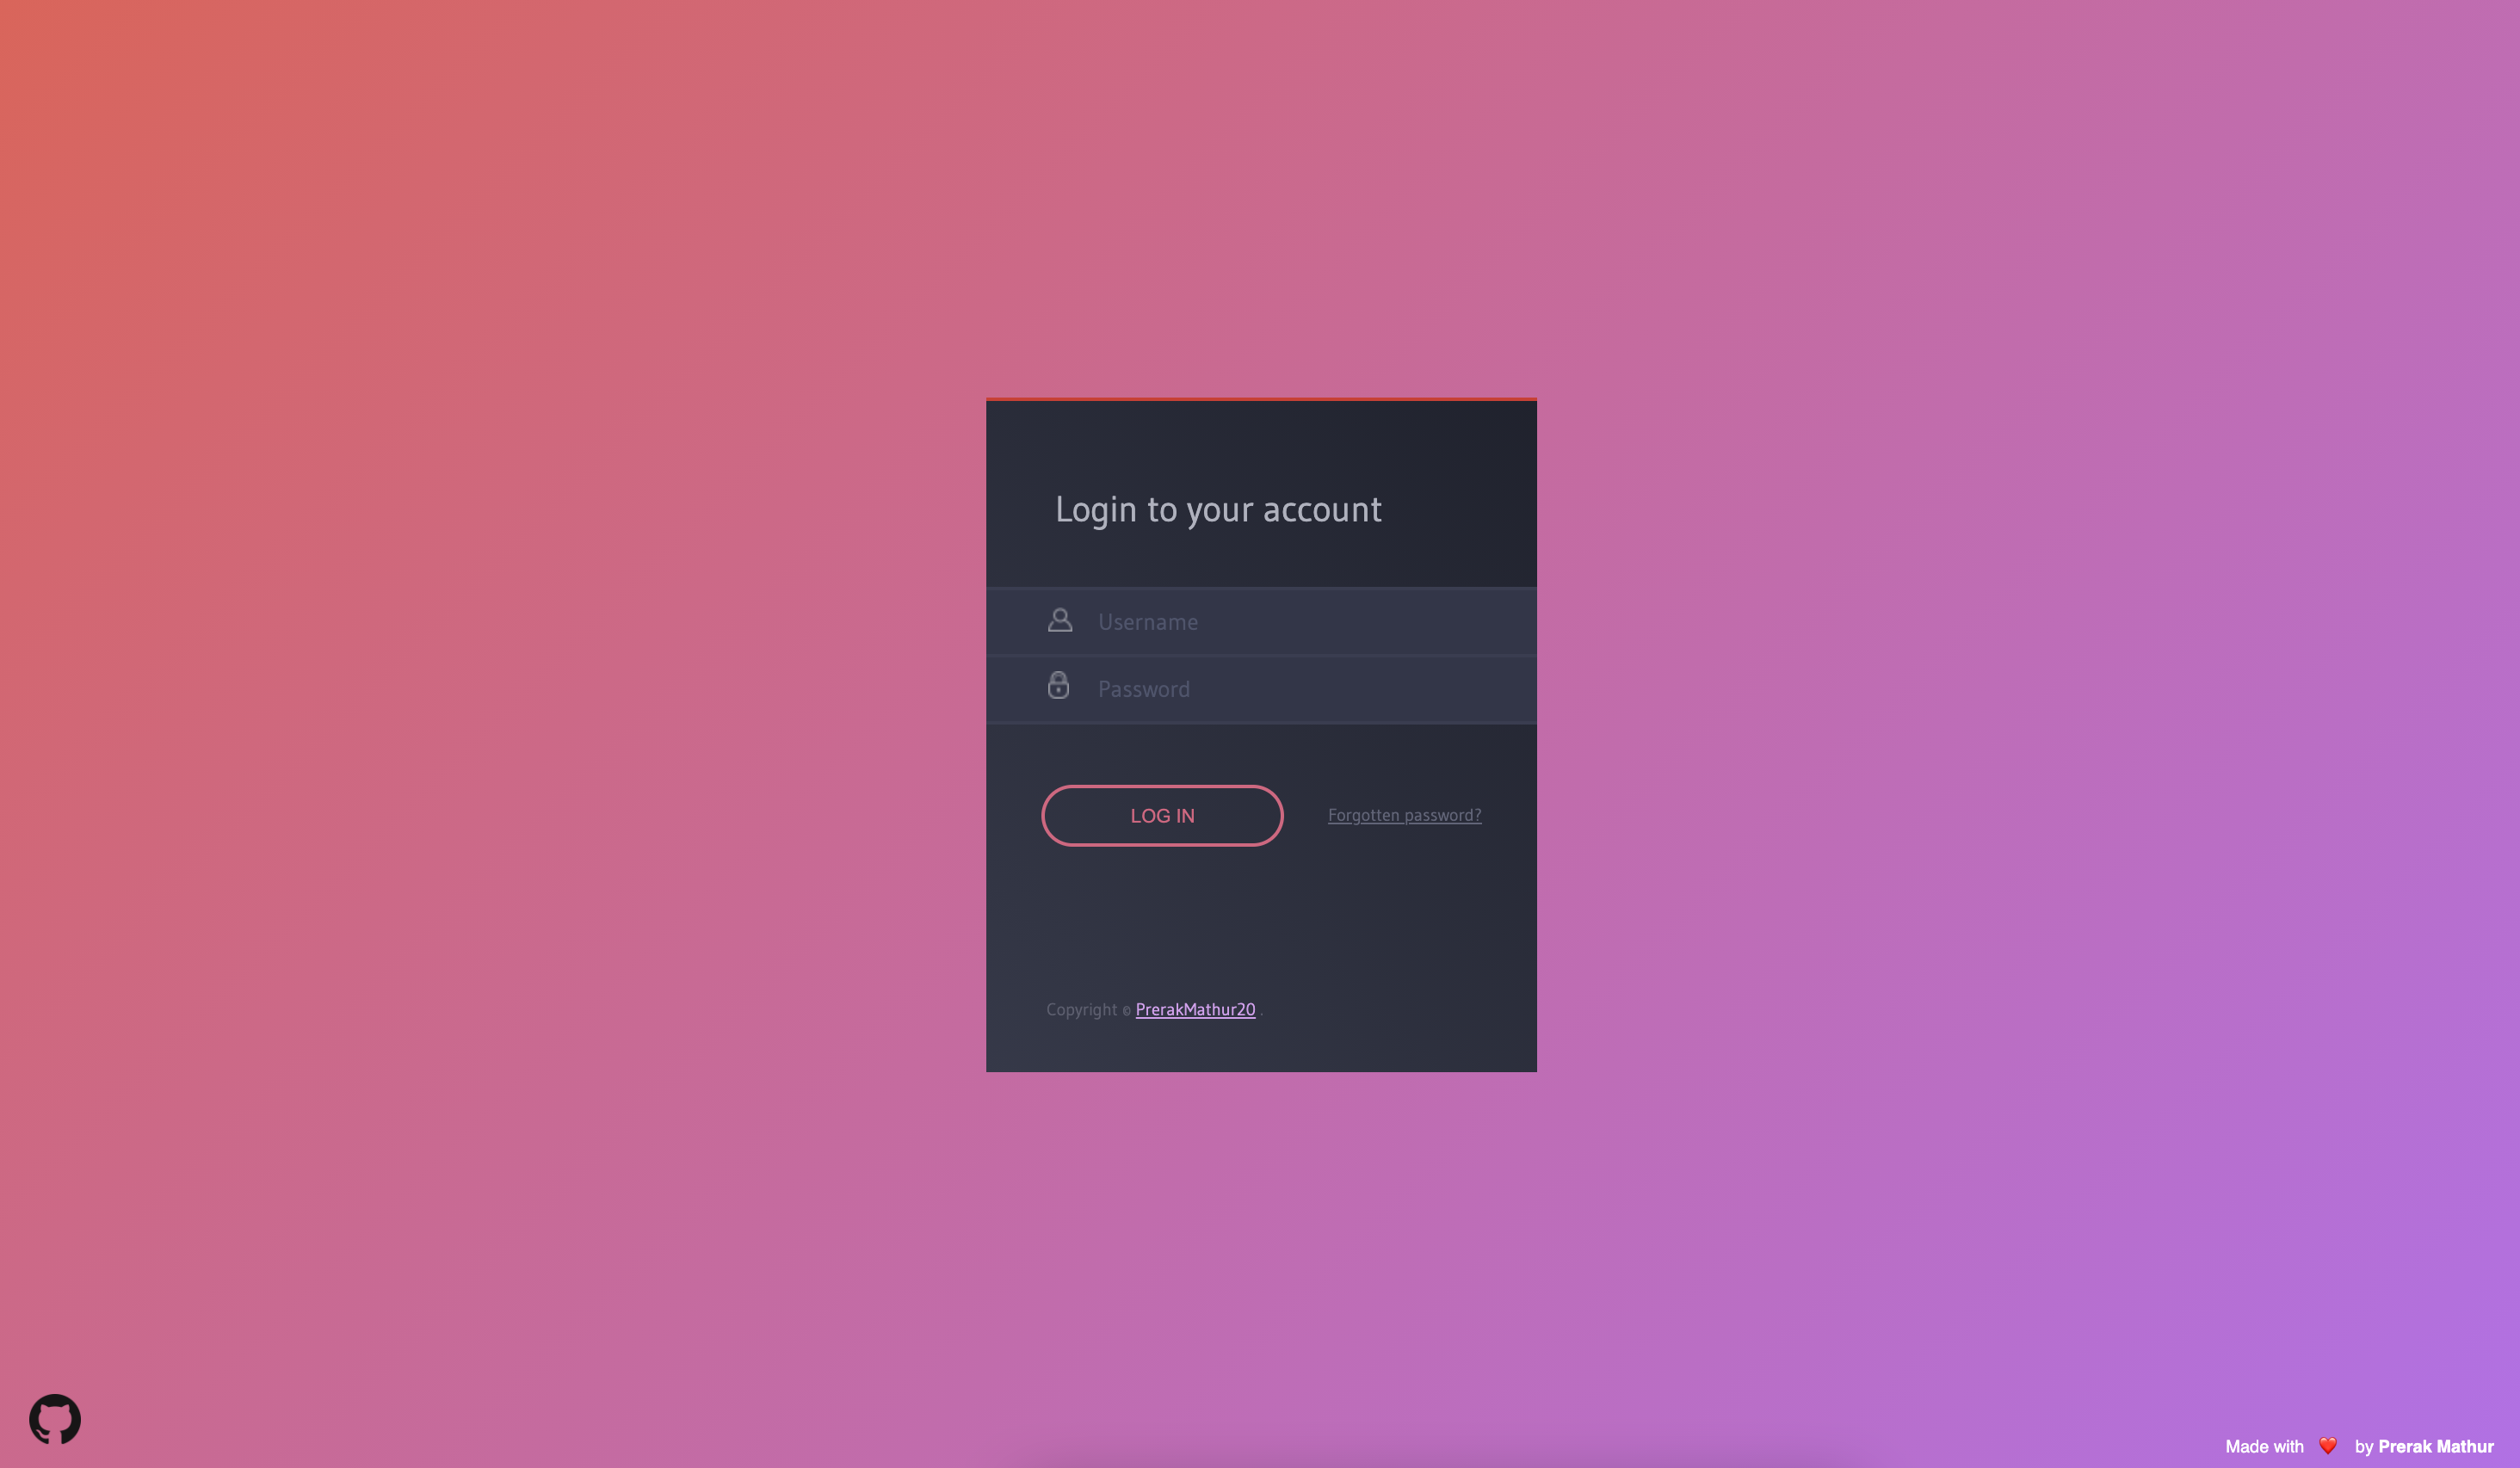 Login to your account
Username
Password
LOG IN
Forgotten password?
Copyright © PrerakMathur20 .
Made with ❤️ by Prerak Mathur